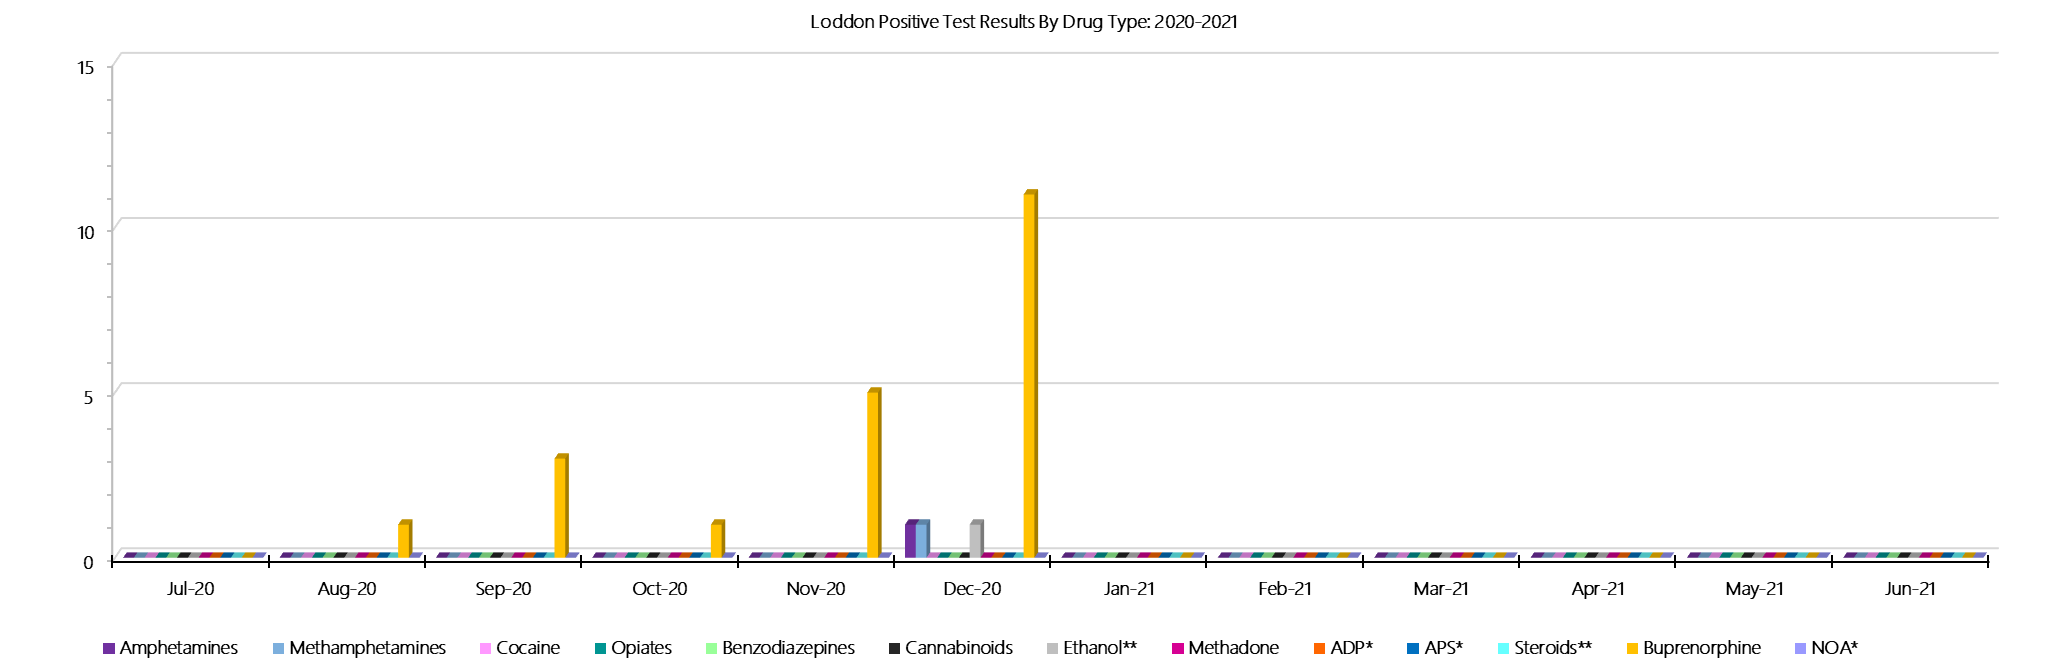 Loddon Positive Test Results By Drug Type: 2020-2021
15
10
5
0
Jul-20 Aug-20 Sep-20 Oct-20 Nov-20 Dec-20 Jan-21 Feb-21 Mar-21 Apr-21 May-21 Jun-21
Amphetamines Methamphetamines Cocaine Opiates Benzodiazepines Cannabinoids Ethanol** Methadone ADP* APS* Steroids** Buprenorphine NOA*